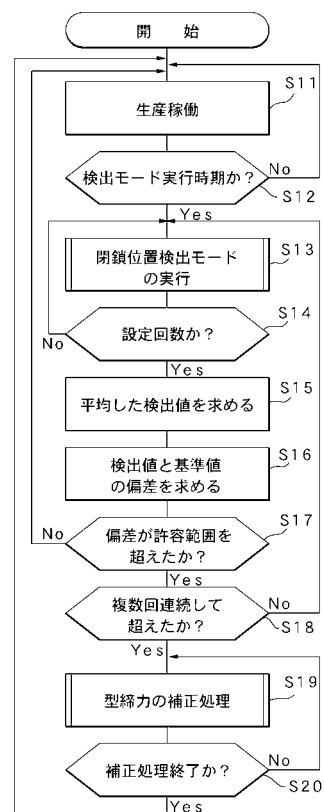 開 始
S11
生産稼働
No
検出モード実行時期か?
S12
Yes
S13
閉鎖位置検出モード
の実行
S14
設定回数か?
No
Yes
S15
平均した検出値を求める
S16
検出値と基準値
の偏差を求める
S17
No
偏差が許容範囲を
超えたか?
Yes
複数回連続して
超えたか?
No
S18
Yes
S19
型締力の補正処理
No
補正処理終了か?
S20
Yes